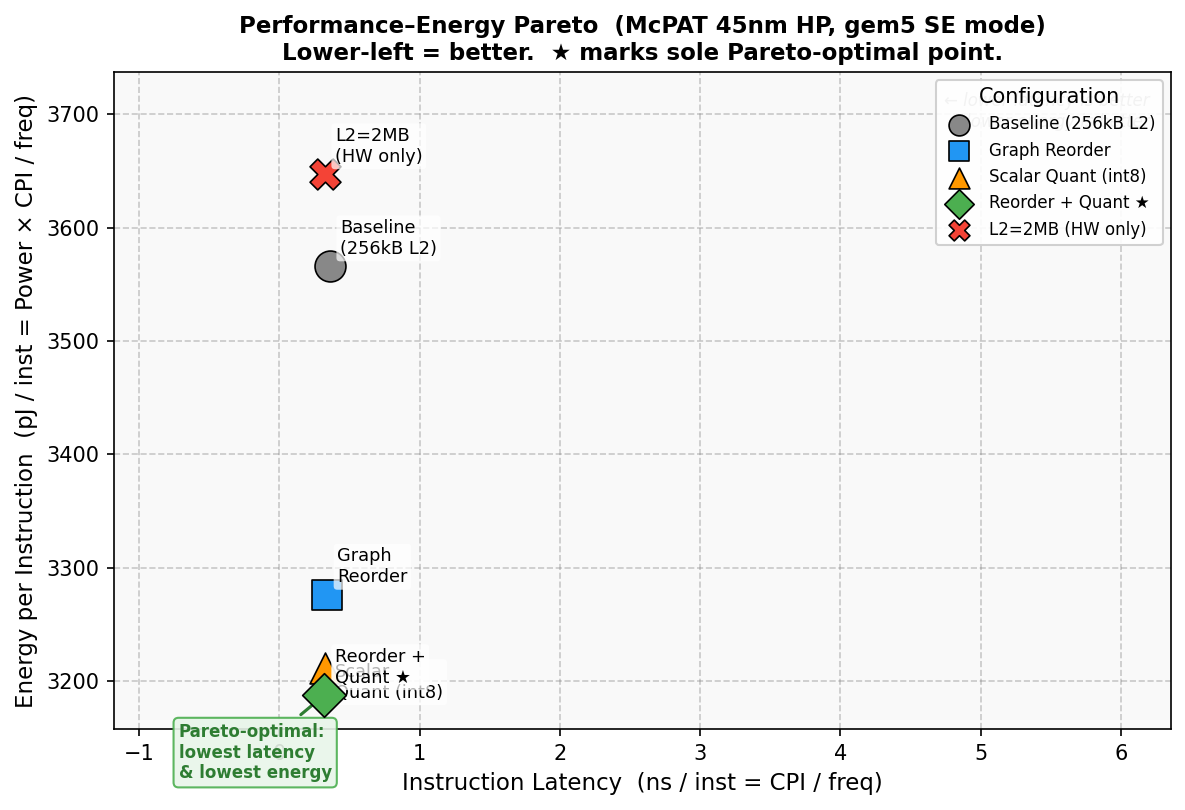 Performance–Energy Pareto  (McPAT 45nm HP, gem5 SE mode)
Lower-left = better.  ★ marks sole Pareto-optimal point.
Energy per Instruction  (pJ / inst = Power × CPI / freq)
3700
3600
3500
3400
3300
3200
L2=2MB
(HW only)
Baseline
(256kB L2)
Graph
Reorder
Reorder +
Scalar
Quant ★
Quant (int8)
Configuration
Baseline (256kB L2)
Graph Reorder
Scalar Quant (int8)
Reorder + Quant ★
L2=2MB (HW only)
Pareto-optimal:
lowest latency
& lowest energy
−1
1
2
3
4
5
6
Instruction Latency  (ns / inst = CPI / freq)